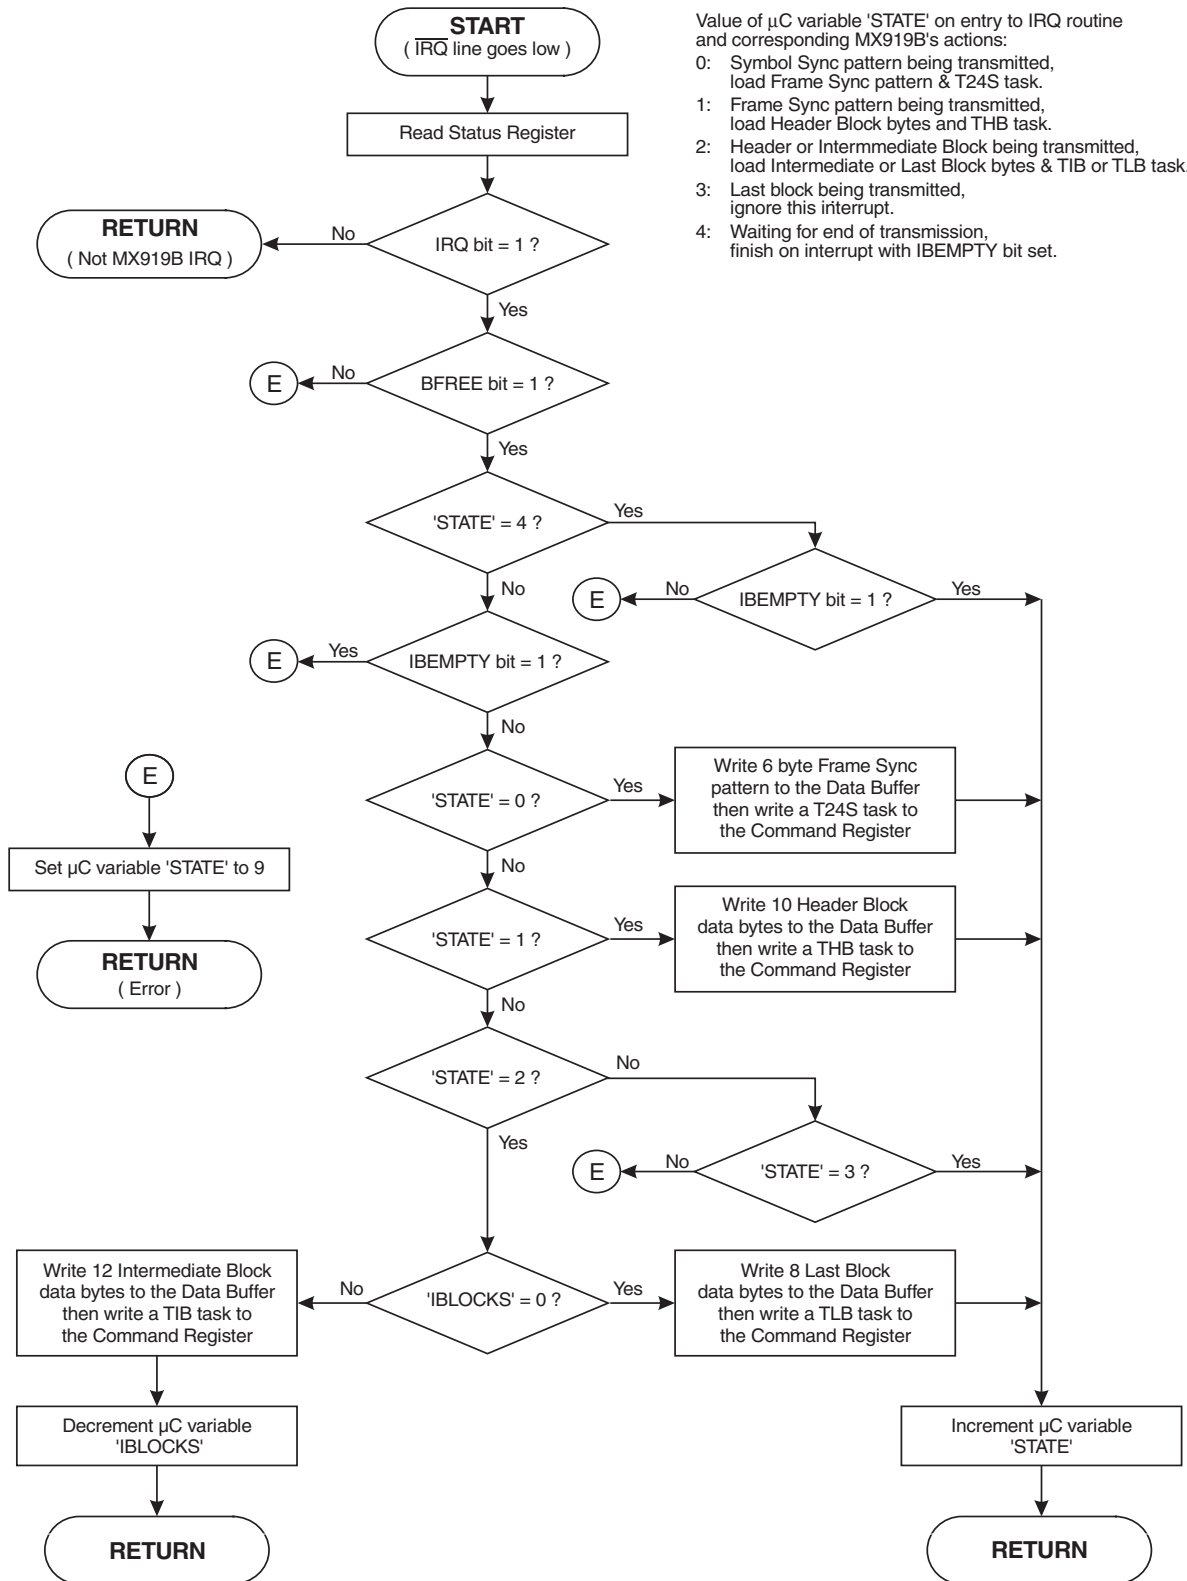 START
( IRQ line goes low )
Value of µC variable 'STATE' on entry to IRQ routine
and corresponding MX919B's actions:
0: Symbol Sync pattern being transmitted,
load Frame Sync pattern & T24S task.
1: Frame Sync pattern being transmitted,
load Header Block bytes and THB task.
2: Header or Intermmediate Block being transmitted,
load Intermediate or Last Block bytes & TIB or TLB task.
3: Last block being transmitted,
ignore this interrupt.
4: Waiting for end of transmission,
finish on interrupt with IBEMPTY bit set.
Read Status Register
IRQ bit = 1 ?
No
RETURN
( Not MX919B IRQ )
Yes
BFREE bit = 1 ?
No
E
Yes
'STATE' = 4 ?
Yes
No
IBEMPTY bit = 1 ?
No
E
Yes
IBEMPTY bit = 1 ?
Yes
E
No
'STATE' = 0 ?
Yes
Write 6 byte Frame Sync
pattern to the Data Buffer
then write a T24S task to
the Command Register
E
Set µC variable 'STATE' to 9
RETURN
( Error )
No
'STATE' = 1 ?
Yes
Write 10 Header Block
data bytes to the Data Buffer
then write a THB task to
the Command Register
No
'STATE' = 2 ?
No
Yes
'STATE' = 3 ?
No
E
Yes
'IBLOCKS' = 0 ?
No
Write 12 Intermediate Block
data bytes to the Data Buffer
then write a TIB task to
the Command Register
Yes
Write 8 Last Block
data bytes to the Data Buffer
then write a TLB task to
the Command Register
Decrement µC variable
'IBLOCKS'
Increment µC variable
'STATE'
RETURN
RETURN